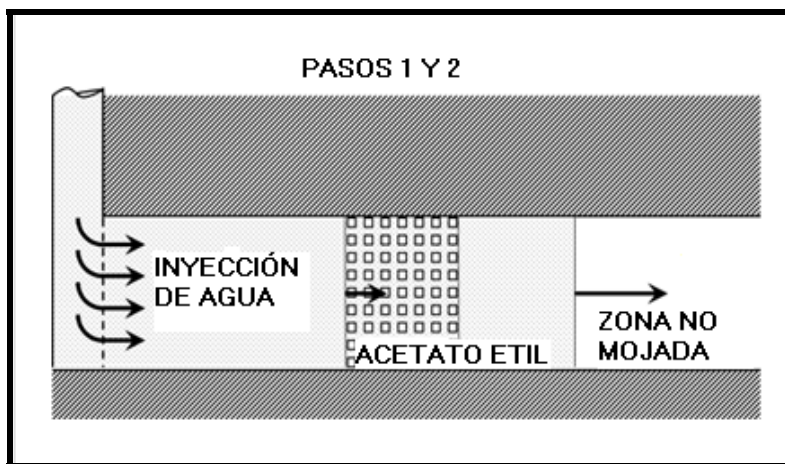 PASOS 1 Y 2
INYECCIÓN
DE AGUA
ACETATO ETIL
ZONA NO
MOJADA